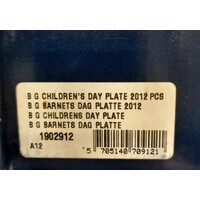 B G CHILDREN'S DAY PLATE 2012 PCS
B G BARNETS DAG PLATTE 2012
B G CHILDRENS DAY PLATE
B G BARNETS DAG PLATTE
1902912
A12
5 705140 709121